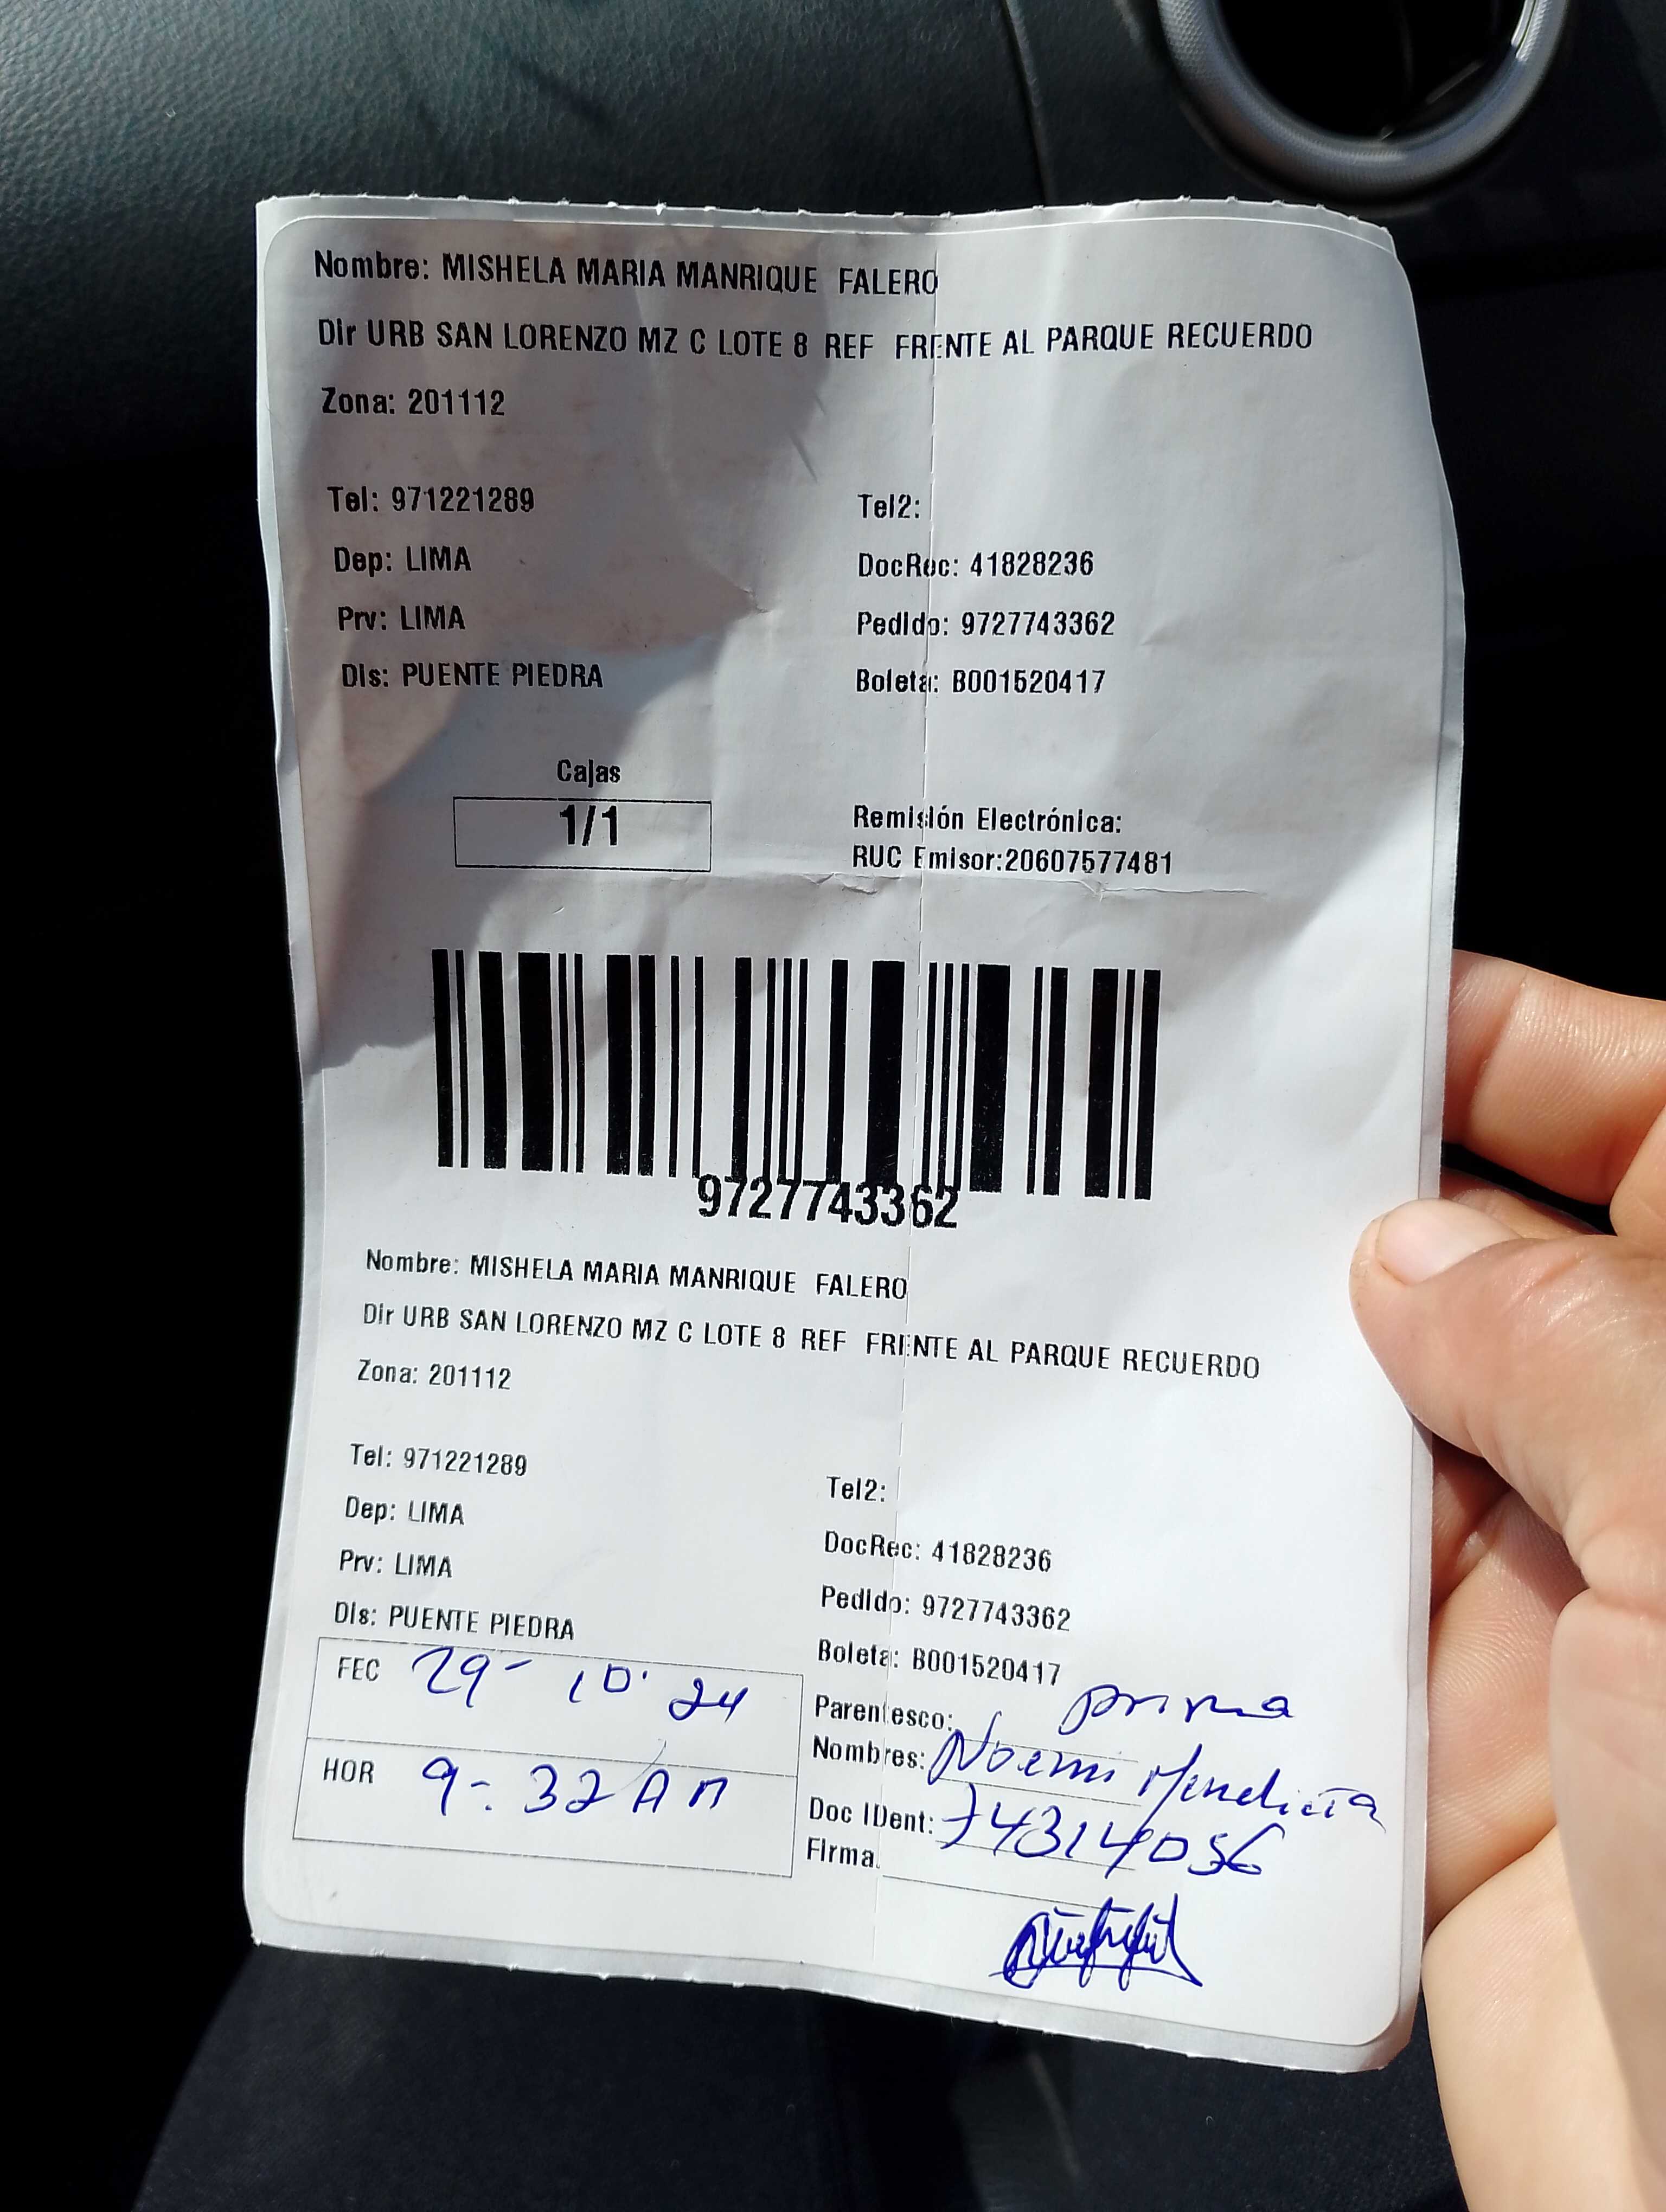 Nombre: MISHELA MARIA MANRIQUE FALERO
Dir URB SAN LORENZO MZ C LOTE 8 REF FRENTE AL PARQUE RECUERDO
Zona: 201112
Tel: 971221289 Tel2:
Dep: LIMA DocRec: 41828236
Prv: LIMA Pedido: 9727743362
Dis: PUENTE PIEDRA Boleta: B001520417
Cajas
1/1
Remisión Electrónica:
RUC Emisor:20607577481
9727743362
Nombre: MISHELA MARIA MANRIQUE FALERO
Dir URB SAN LORENZO MZ C LOTE 8 REF FRENTE AL PARQUE RECUERDO
Zona: 201112
Tel: 971221289 Tel2:
Dep: LIMA DocRec: 41828236
Prv: LIMA Pedido: 9727743362
Dis: PUENTE PIEDRA Boleta: B001520417
FEC 29- 10. 24
HOR 9-: 32 AM
Parentesco: prima
Nombres: Noemi
Doc IDent: 74314056
Firma